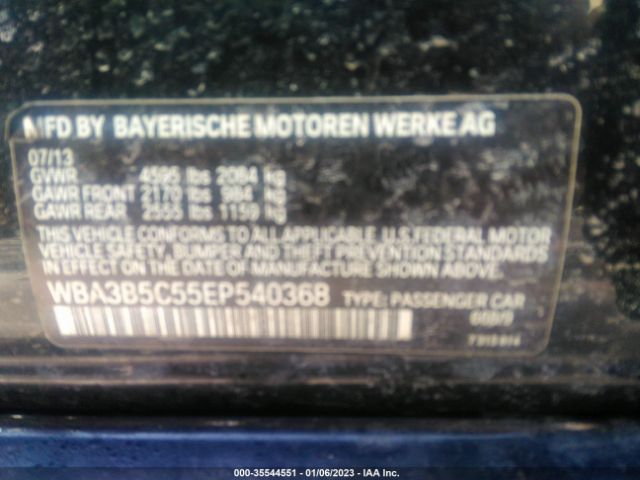 MFD BY BAYERISCHE MOTOREN WERKE AG
07/13
GVWR 4595 lbs 2084 kg
GAWR FRONT 2170 lbs 984 kg
GAWR REAR 2555 lbs 1159 kg
THIS VEHICLE CONFORMS TO ALL APPLICABLE U.S. FEDERAL MOTOR
VEHICLE SAFETY, BUMPER AND THEFT PREVENTION STANDARDS
IN EFFECT ON THE DATE OF MANUFACTURE SHOWN ABOVE.
WBA3B5C55EP540368 TYPE: PASSENGER CAR
000-35544551 - 01/06/2023 - IAA Inc.